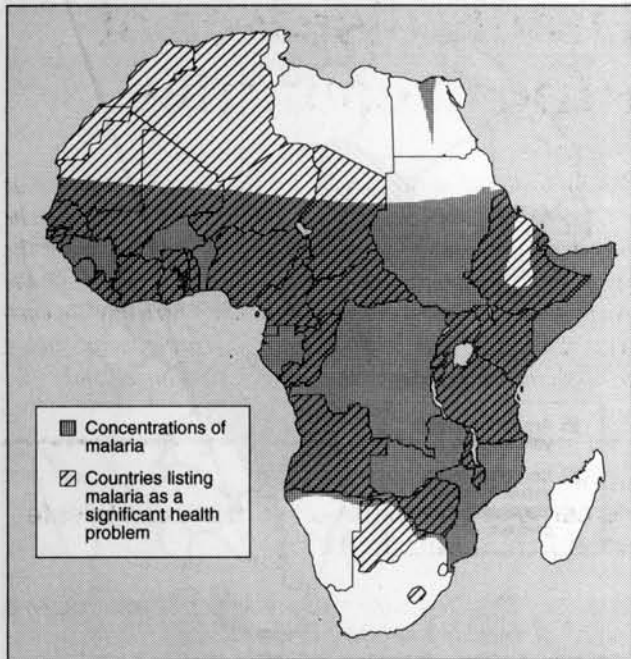 Concentrations of
malaria
Countries listing
malaria as a
significant health
problem